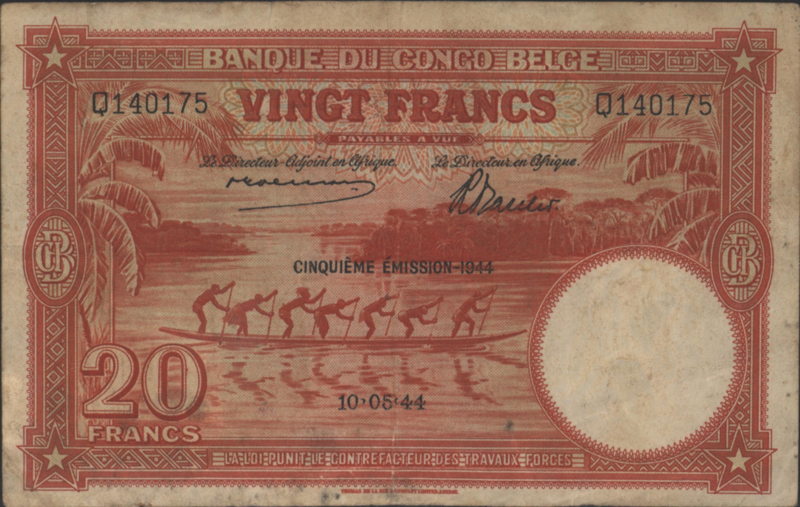 BANQUE DU CONGO BELGE
Q140175 VINGT FRANCS Q140175
PAYABLES A VUE
Le Directeur-Adjoint en Afrique. Le Directeur en Afrique.
CINQUIÈME ÉMISSION-1944
20
FRANCS
10·05·44
LA·LOI·PUNIT·LE·CONTREFACTEUR·DES·TRAVAUX·FORCES